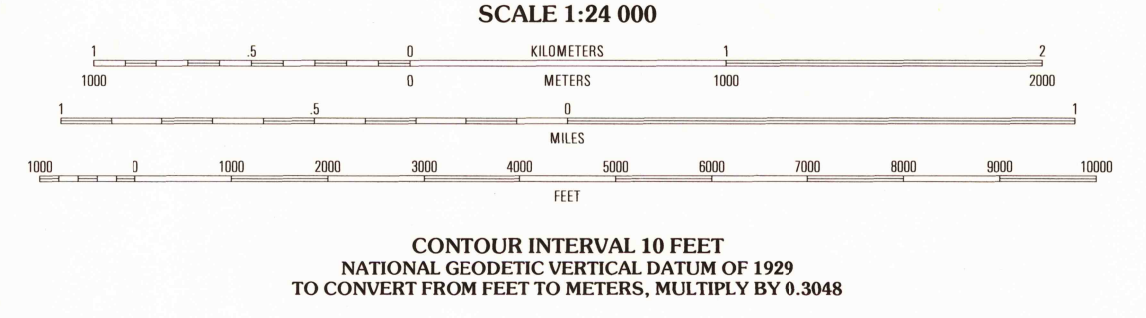 SCALE 1:24 000
1 .5 0 KILOMETERS 1 2
1000 0 METERS 1000 2000
1 .5 0 1
MILES
1000 0 1000 2000 3000 4000 5000 6000 7000 8000 9000 10000
FEET
CONTOUR INTERVAL 10 FEET
NATIONAL GEODETIC VERTICAL DATUM OF 1929
TO CONVERT FROM FEET TO METERS, MULTIPLY BY 0.3048